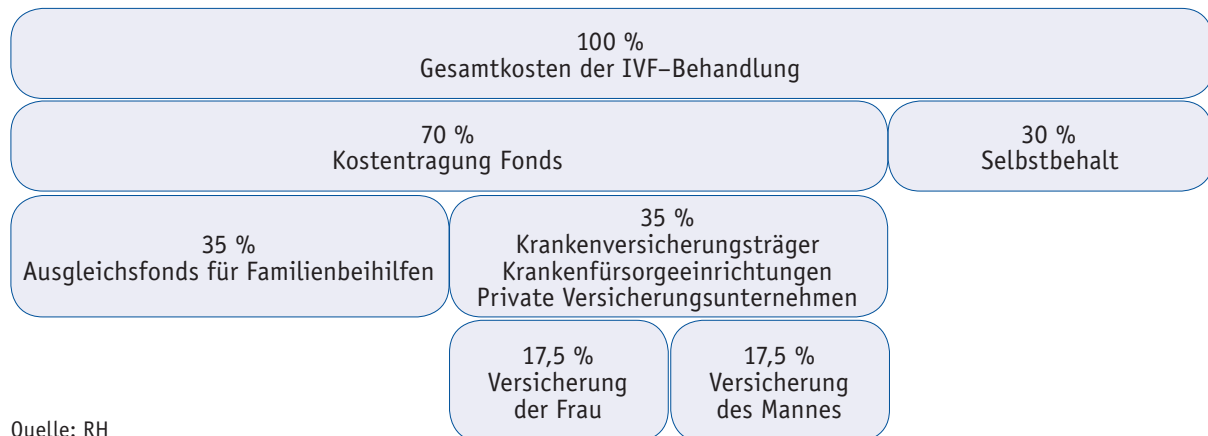 100 %
Gesamtkosten der IVF–Behandlung
70 %
Kostentragung Fonds
30 %
Selbstbehalt
35 %
Ausgleichsfonds für Familienbeihilfen
35 %
Krankenversicherungsträger
Krankenfürsorgeeinrichtungen
Private Versicherungsunternehmen
17,5 %
Versicherung
der Frau
17,5 %
Versicherung
des Mannes
Quelle: RH